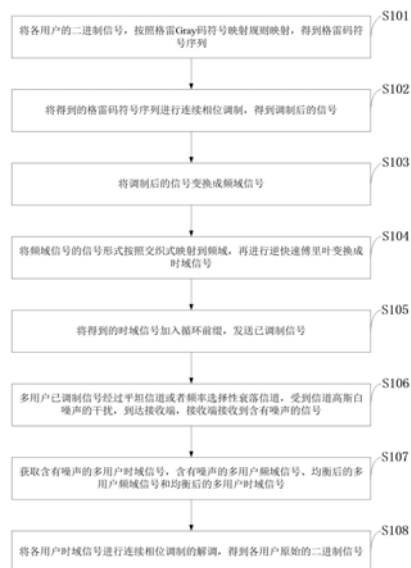 S101
将各用户的二进制信号，按照格雷Gray码符号映射规则映射，得到格雷码符
号序列
S102
将得到的格雷码符号序列进行连续相位调制，得到调制后的信号
S103
将调制后的信号变换成频域信号
S104
将频域信号的信号形式按照交织式映射到频域，再进行逆快速傅里叶变换成
时域信号
S105
将得到的时域信号加入循环前缀，发送已调制信号
S106
多用户已调制信号经过平坦信道或者频率选择性衰落信道，受到信道高斯白
噪声的干扰，到达接收端，接收端接收到含有噪声的信号
S107
获取含有噪声的多用户时域信号，含有噪声的多用户频域信号、均衡后的多
用户频域信号和均衡后的多用户时域信号
S108
将各用户时域信号进行连续相位调制的解调，得到各用户原始的二进制信号